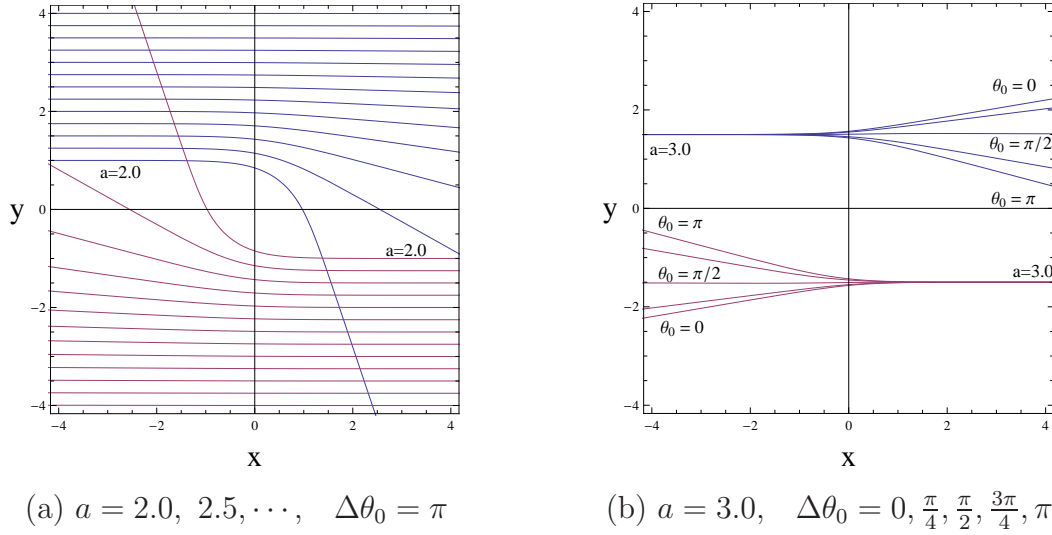 4
2
0
−2
−4
y
a=2.0
a=2.0
−4 −2 0 2 4
x
(a) a = 2.0, 2.5, · · · , Δθ₀ = π
4
2
0
−2
−4
y
θ₀ = 0
a=3.0
θ₀ = π/2
θ₀ = π
θ₀ = π
θ₀ = π/2
a=3.0
θ₀ = 0
−4 −2 0 2 4
x
(b) a = 3.0, Δθ₀ = 0, π/4, π/2, 3π/4, π